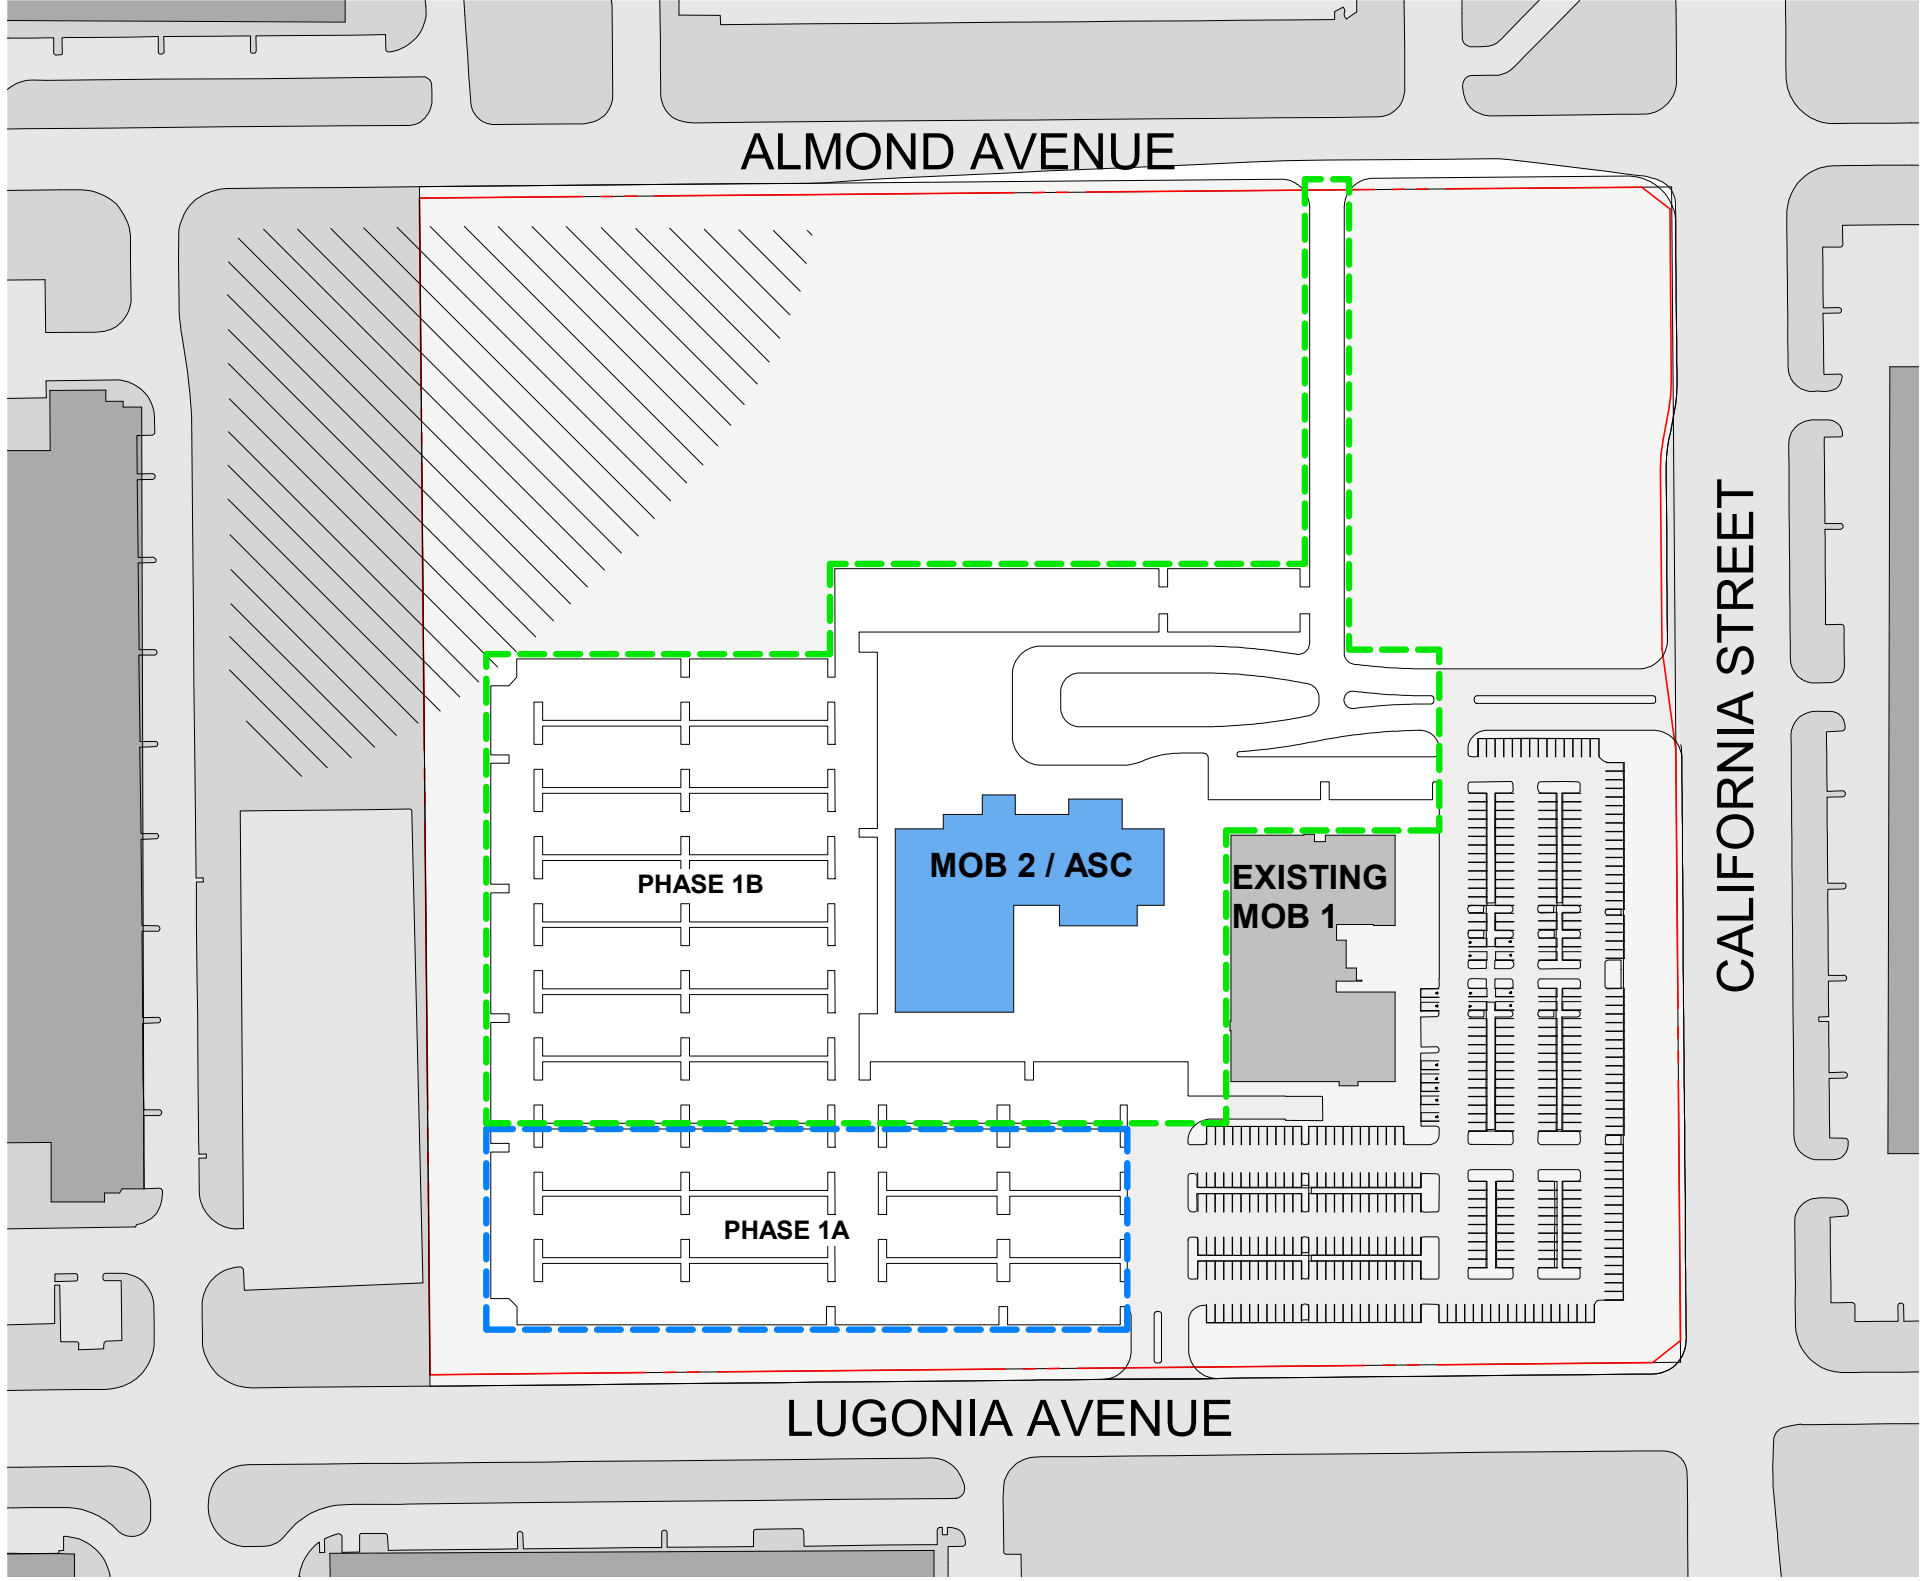 ALMOND AVENUE
CALIFORNIA STREET
MOB 2 / ASC
EXISTING
MOB 1
PHASE 1B
PHASE 1A
LUGONIA AVENUE